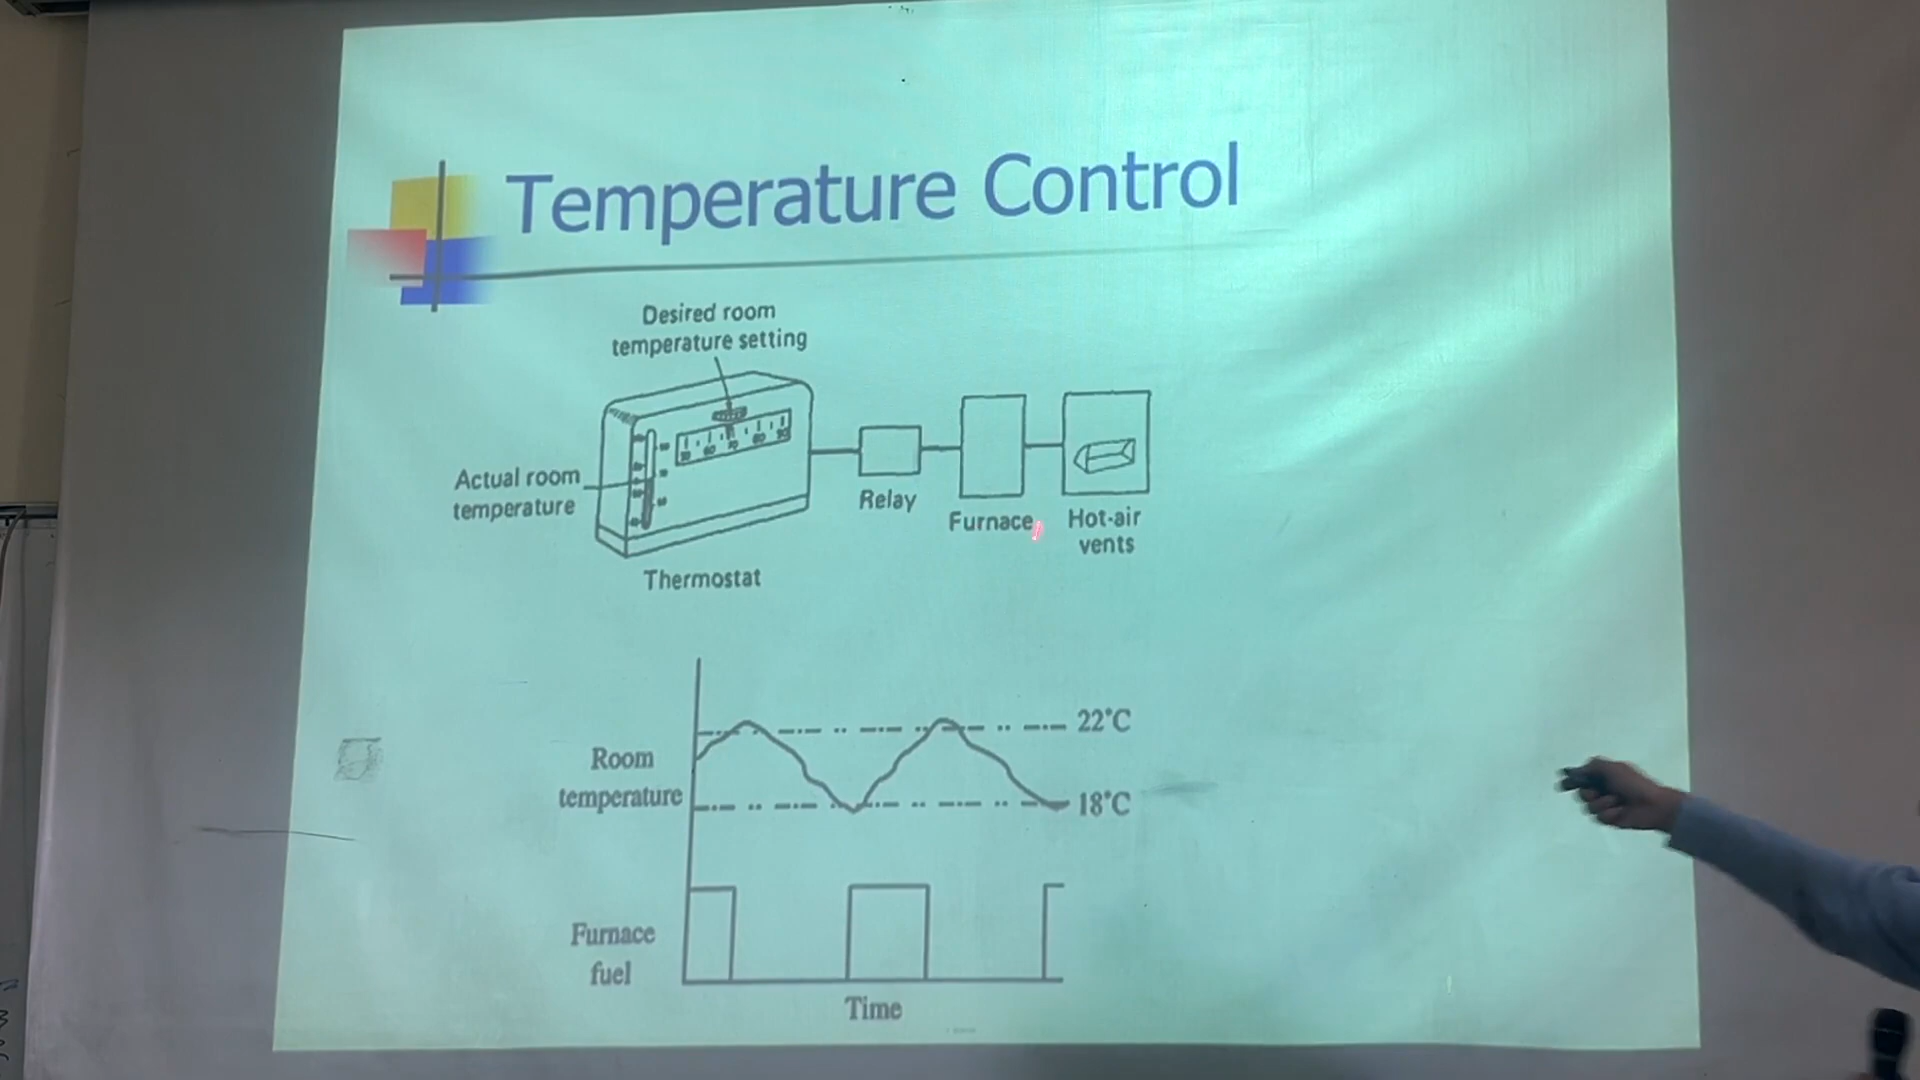 Temperature Control
Desired room
temperature setting
Actual room
temperature
Thermostat
Relay
Furnace
Hot-air
vents
22°C
Room
temperature
18°C
Furnace
fuel
Time